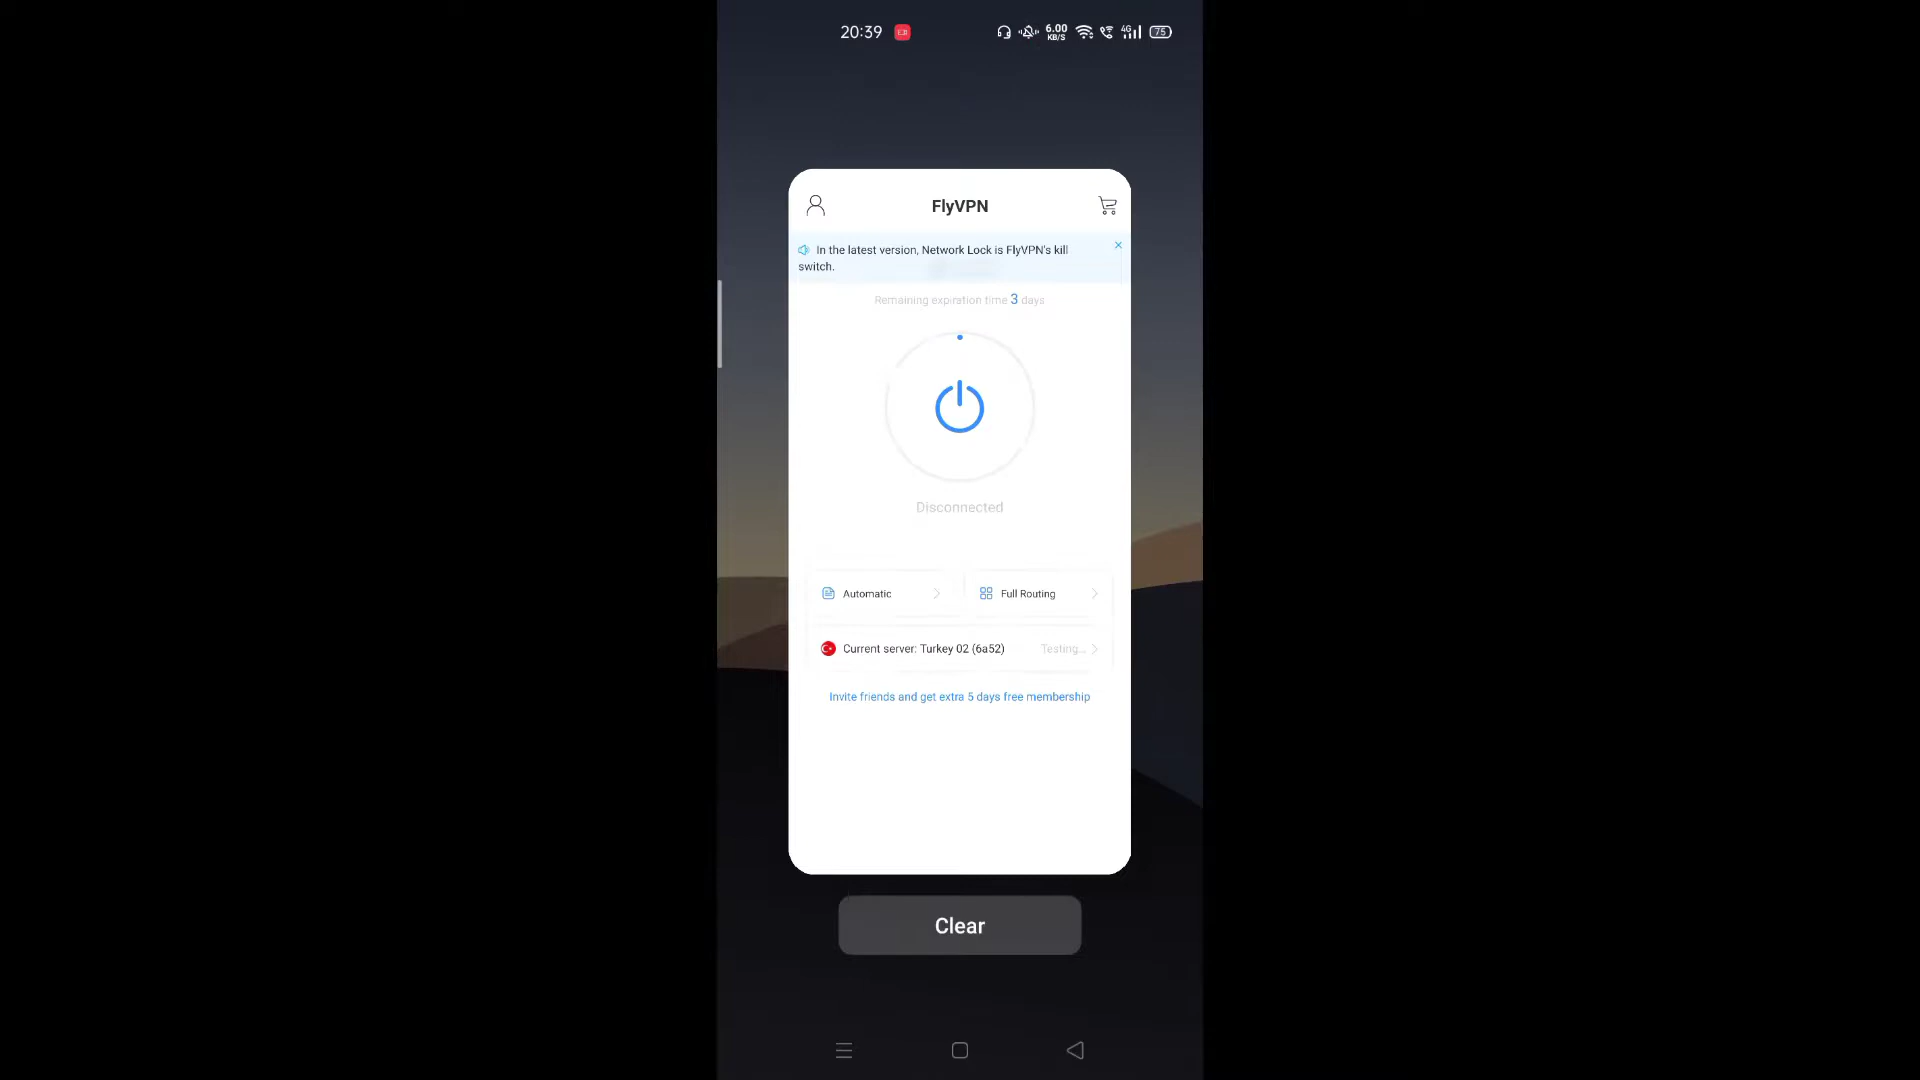 20:39
6.00
KB/S
4G
75
FlyVPN
In the latest version, Network Lock is FlyVPN's kill
switch.
Remaining expiration time 3 days
Disconnected
Automatic
Full Routing
Current server: Turkey 02 (6a52)
Testing...
Invite friends and get extra 5 days free membership
Clear